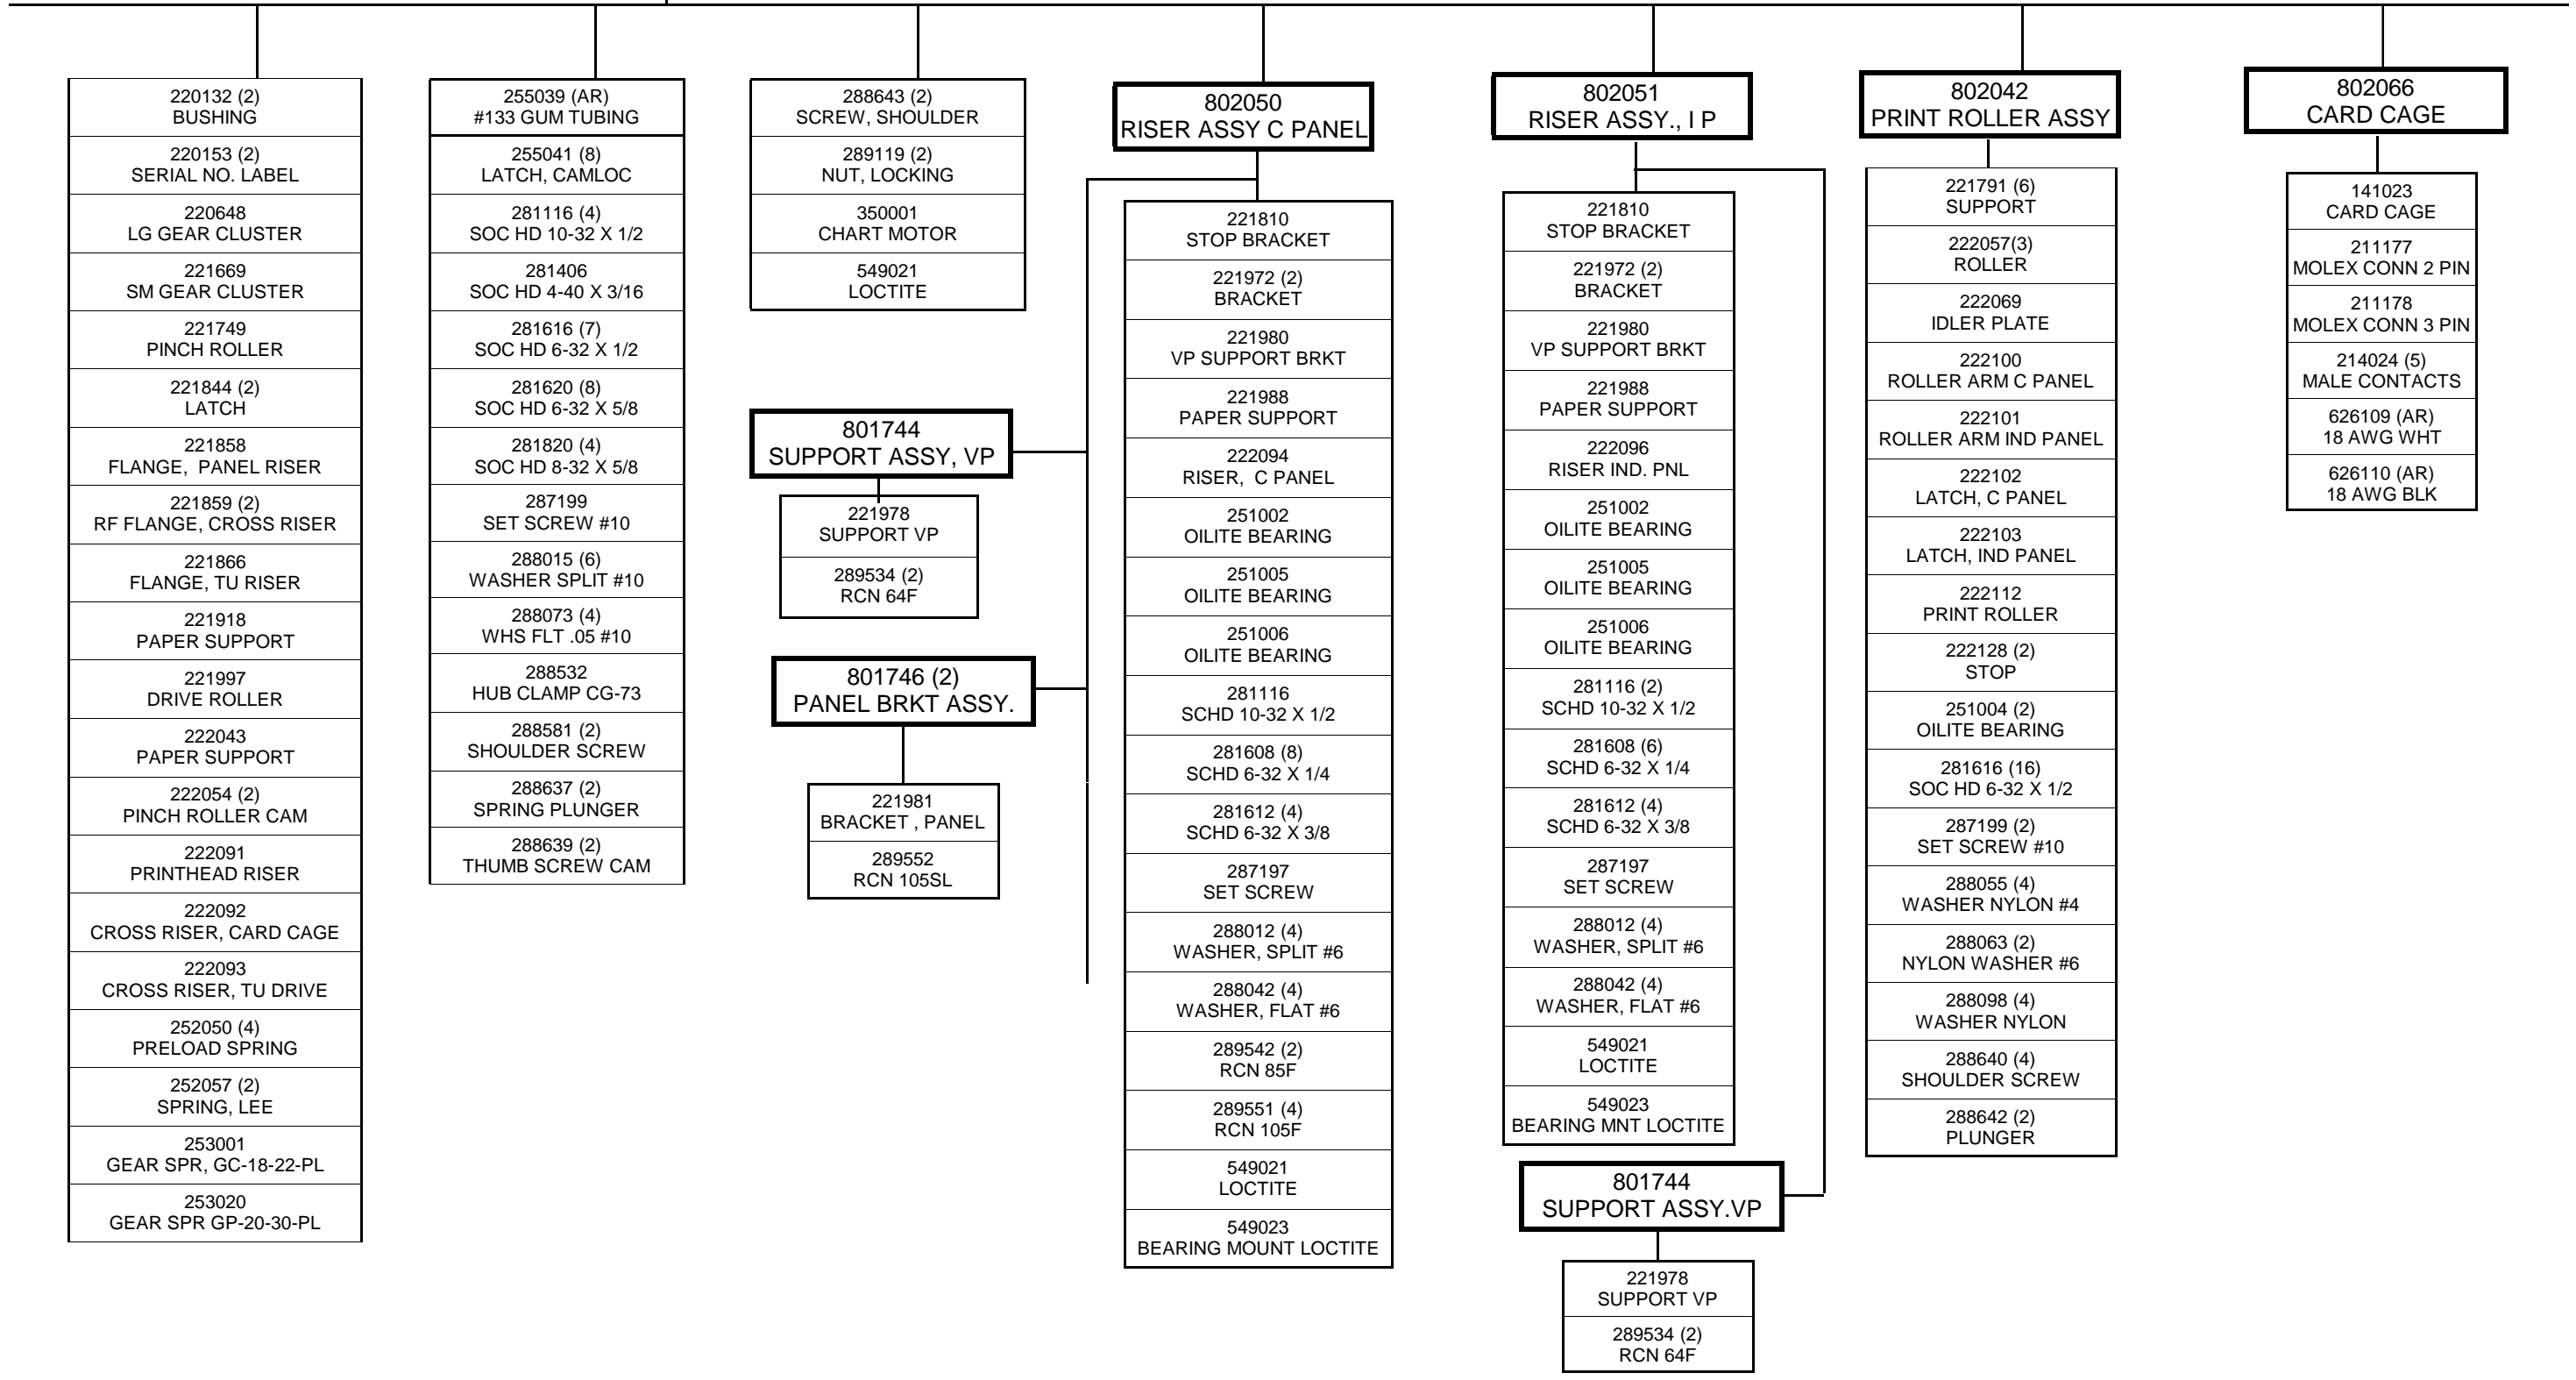 220132 (2)
BUSHING
220153 (2)
SERIAL NO. LABEL
220648
LG GEAR CLUSTER
221669
SM GEAR CLUSTER
221749
PINCH ROLLER
221844 (2)
LATCH
221858
FLANGE, PANEL RISER
221859 (2)
RF FLANGE, CROSS RISER
221866
FLANGE, TU RISER
221918
PAPER SUPPORT
221997
DRIVE ROLLER
222043
PAPER SUPPORT
222054 (2)
PINCH ROLLER CAM
222091
PRINTHEAD RISER
222092
CROSS RISER, CARD CAGE
222093
CROSS RISER, TU DRIVE
252050 (4)
PRELOAD SPRING
252057 (2)
SPRING, LEE
253001
GEAR SPR, GC-18-22-PL
253020
GEAR SPR GP-20-30-PL
255039 (AR)
#133 GUM TUBING
255041 (8)
LATCH, CAMLOC
281116 (4)
SOC HD 10-32 X 1/2
281406
SOC HD 4-40 X 3/16
281616 (7)
SOC HD 6-32 X 1/2
281620 (8)
SOC HD 6-32 X 5/8
281820 (4)
SOC HD 8-32 X 5/8
287199
SET SCREW #10
288015 (6)
WASHER SPLIT #10
288073 (4)
WHS FLT .05 #10
288532
HUB CLAMP CG-73
288581 (2)
SHOULDER SCREW
288637 (2)
SPRING PLUNGER
288639 (2)
THUMB SCREW CAM
288643 (2)
SCREW, SHOULDER
289119 (2)
NUT, LOCKING
350001
CHART MOTOR
549021
LOCTITE
801744
SUPPORT ASSY, VP
221978
SUPPORT VP
289534 (2)
RCN 64F
801746 (2)
PANEL BRKT ASSY.
221981
BRACKET , PANEL
289552
RCN 105SL
802050
RISER ASSY C PANEL
221810
STOP BRACKET
221972 (2)
BRACKET
221980
VP SUPPORT BRKT
221988
PAPER SUPPORT
222094
RISER, C PANEL
251002
OILITE BEARING
251005
OILITE BEARING
251006
OILITE BEARING
281116
SCHD 10-32 X 1/2
281608 (8)
SCHD 6-32 X 1/4
281612 (4)
SCHD 6-32 X 3/8
287197
SET SCREW
288012 (4)
WASHER, SPLIT #6
288042 (4)
WASHER, FLAT #6
289542 (2)
RCN 85F
289551 (4)
RCN 105F
549021
LOCTITE
549023
BEARING MOUNT LOCTITE
802051
RISER ASSY., I P
221810
STOP BRACKET
221972 (2)
BRACKET
221980
VP SUPPORT BRKT
221988
PAPER SUPPORT
222096
RISER IND. PNL
251002
OILITE BEARING
251005
OILITE BEARING
251006
OILITE BEARING
281116 (2)
SCHD 10-32 X 1/2
281608 (6)
SCHD 6-32 X 1/4
281612 (4)
SCHD 6-32 X 3/8
287197
SET SCREW
288012 (4)
WASHER, SPLIT #6
288042 (4)
WASHER, FLAT #6
549021
LOCTITE
549023
BEARING MNT LOCTITE
801744
SUPPORT ASSY.VP
221978
SUPPORT VP
289534 (2)
RCN 64F
802042
PRINT ROLLER ASSY
221791 (6)
SUPPORT
222057(3)
ROLLER
222069
IDLER PLATE
222100
ROLLER ARM C PANEL
222101
ROLLER ARM IND PANEL
222102
LATCH, C PANEL
222103
LATCH, IND PANEL
222112
PRINT ROLLER
222128 (2)
STOP
251004 (2)
OILITE BEARING
281616 (16)
SOC HD 6-32 X 1/2
287199 (2)
SET SCREW #10
288055 (4)
WASHER NYLON #4
288063 (2)
NYLON WASHER #6
288098 (4)
WASHER NYLON
288640 (4)
SHOULDER SCREW
288642 (2)
PLUNGER
802066
CARD CAGE
141023
CARD CAGE
211177
MOLEX CONN 2 PIN
211178
MOLEX CONN 3 PIN
214024 (5)
MALE CONTACTS
626109 (AR)
18 AWG WHT
626110 (AR)
18 AWG BLK